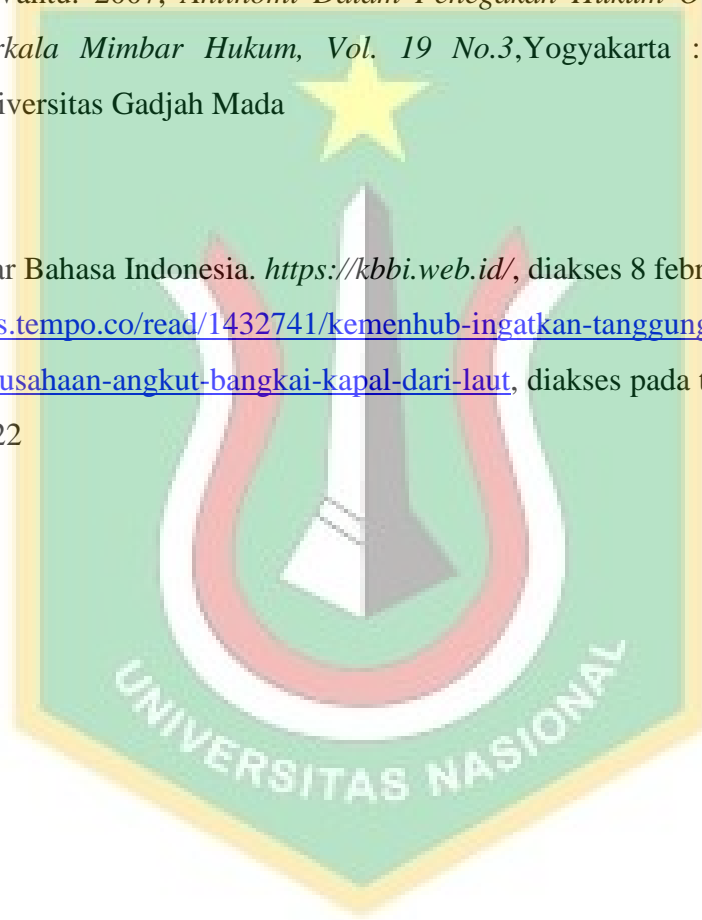 2007, Antinomi Dalam Penegakan Hukum O
rkala Mimbar Hukum, Vol. 19 No.3,Yogyakarta :
iversitas Gadjah Mada
ar Bahasa Indonesia. https://kbbi.web.id/, diakses 8 febr
s.tempo.co/read/1432741/kemenhub-ingatkan-tanggung
usahaan-angkut-bangkai-kapal-dari-laut, diakses pada t
22
UNIVERSITAS NASIONAL